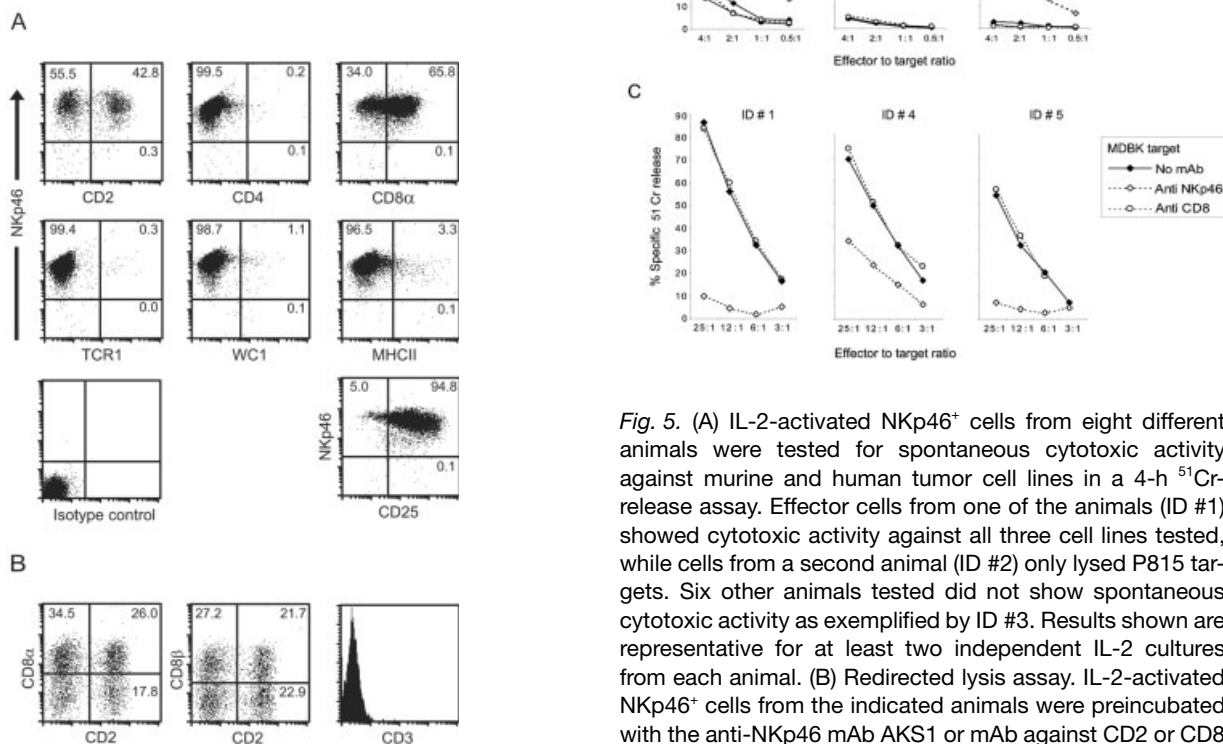 A
55.5 42.8
0.3
CD2
99.5 0.2
0.1
CD4
34.0 65.8
0.1
CD8α
NKp46
99.4 0.3
0.0
TCR1
98.7 1.1
0.1
WC1
96.5 3.3
0.1
MHCII
Isotype control
5.0 94.8
0.1
NKp46
CD25
B
34.5 26.0
17.8
CD8α
CD2
27.2 21.7
22.9
CD8β
CD2
CD3
10
0
4:1 2:1 1:1 0.5:1
4:1 2:1 1:1 0.5:1
4:1 2:1 1:1 0.5:1
Effector to target ratio
C
ID # 1 ID # 4 ID # 5
90
80
70
60
50
40
30
20
10
0
% Specific 51 Cr release
25:1 12:1 6:1 3:1
25:1 12:1 6:1 3:1
25:1 12:1 6:1 3:1
Effector to target ratio
MDBK target
No mAb
Anti NKp46
Anti CD8
Fig. 5. (A) IL-2-activated NKp46⁺ cells from eight different
animals were tested for spontaneous cytotoxic activity
against murine and human tumor cell lines in a 4-h ⁵¹Cr-
release assay. Effector cells from one of the animals (ID #1)
showed cytotoxic activity against all three cell lines tested,
while cells from a second animal (ID #2) only lysed P815 tar-
gets. Six other animals tested did not show spontaneous
cytotoxic activity as exemplified by ID #3. Results shown are
representative for at least two independent IL-2 cultures
from each animal. (B) Redirected lysis assay. IL-2-activated
NKp46⁺ cells from the indicated animals were preincubated
with the anti-NKp46 mAb AKS1 or mAb against CD2 or CD8